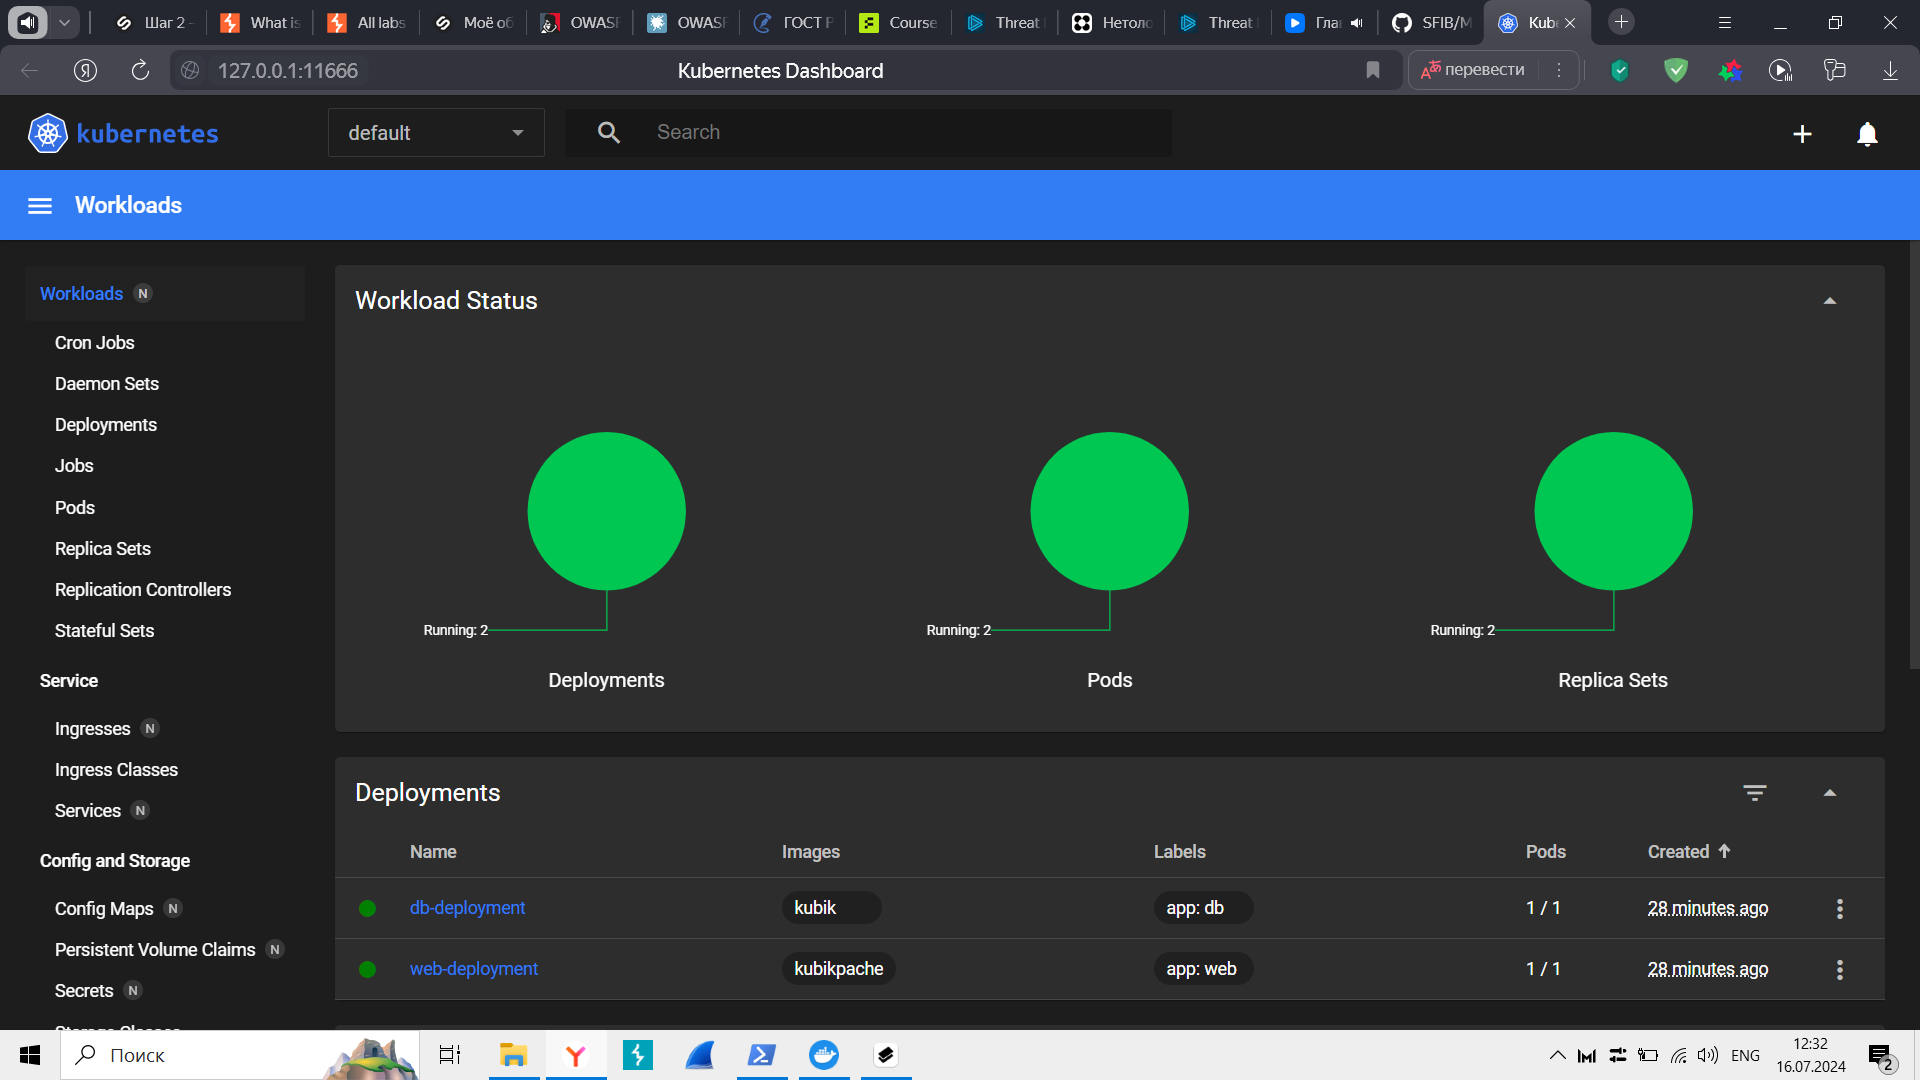 Шаг 2 -
What is
All labs
Моё об
OWASP
OWASP
ГОСТ Р
Course
Threat
Нетоло
Threat
Гла
SFIB/M
Kube
127.0.0.1:11666
Kubernetes Dashboard
перевести
kubernetes
default
Search
Workloads
Workloads N
Cron Jobs
Daemon Sets
Deployments
Jobs
Pods
Replica Sets
Replication Controllers
Stateful Sets
Service
Ingresses N
Ingress Classes
Services N
Config and Storage
Config Maps N
Persistent Volume Claims N
Secrets N
Storage Classes
Workload Status
Running: 2
Running: 2
Running: 2
Deployments
Pods
Replica Sets
Deployments
Name Images Labels Pods Created
db-deployment kubik app: db 1 / 1 28 minutes ago
web-deployment kubikpache app: web 1 / 1 28 minutes ago
Поиск
ENG
12:32
16.07.2024
2